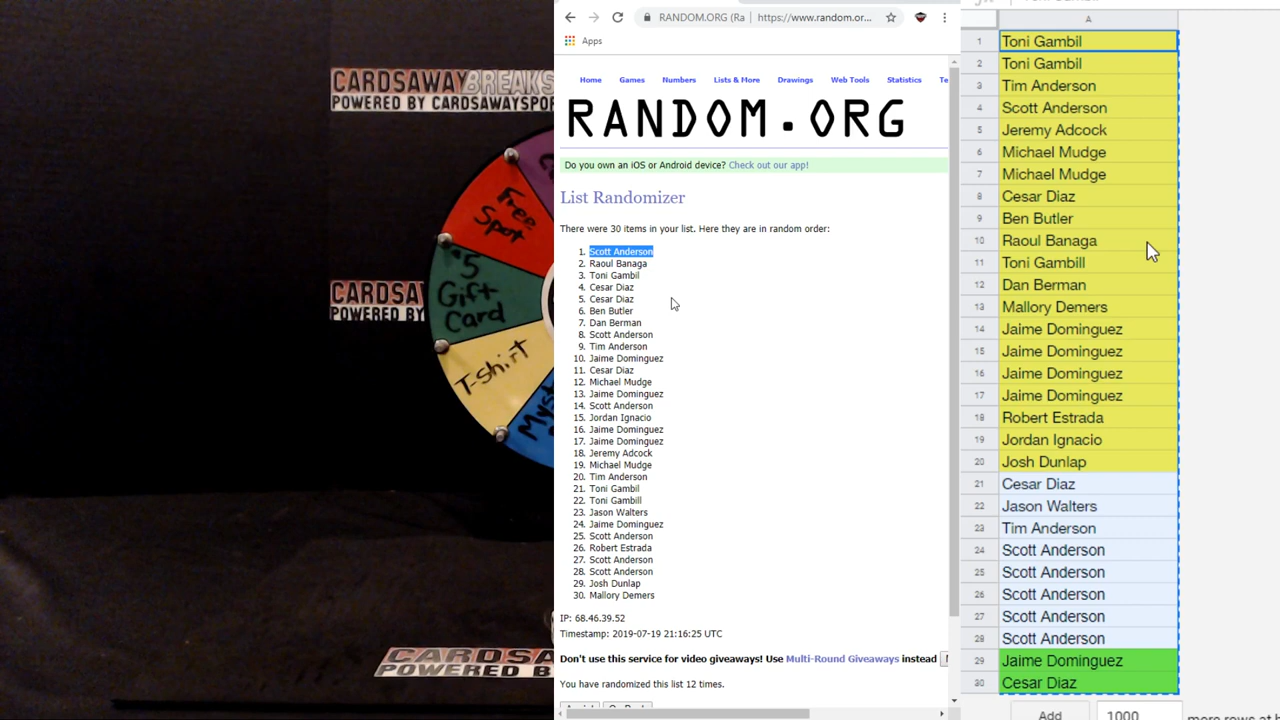 CARDSAWAYBREAKS
POWERED BY CARDSAWAYSPO
CARDSA
POWERED BY
Free Spot
$5 Gift Card
T-shirt
Myst
CARDSA
POWERED B
RANDOM.ORG (Ra
https://www.random.or...
Apps
Home Games Numbers Lists & More Drawings Web Tools Statistics Te
RANDOM.ORG
Do you own an iOS or Android device? Check out our app!
List Randomizer
There were 30 items in your list. Here they are in random order:
1. Scott Anderson
2. Raoul Banaga
3. Toni Gambil
4. Cesar Diaz
5. Cesar Diaz
6. Ben Butler
7. Dan Berman
8. Scott Anderson
9. Tim Anderson
10. Jaime Dominguez
11. Cesar Diaz
12. Michael Mudge
13. Jaime Dominguez
14. Scott Anderson
15. Jordan Ignacio
16. Jaime Dominguez
17. Jaime Dominguez
18. Jeremy Adcock
19. Michael Mudge
20. Tim Anderson
21. Toni Gambil
22. Toni Gambill
23. Jason Walters
24. Jaime Dominguez
25. Scott Anderson
26. Robert Estrada
27. Scott Anderson
28. Scott Anderson
29. Josh Dunlap
30. Mallory Demers
IP: 68.46.39.52
Timestamp: 2019-07-19 21:16:25 UTC
Don't use this service for video giveaways! Use Multi-Round Giveaways instead
You have randomized this list 12 times.
A
1 Toni Gambil
2 Toni Gambil
3 Tim Anderson
4 Scott Anderson
5 Jeremy Adcock
6 Michael Mudge
7 Michael Mudge
8 Cesar Diaz
9 Ben Butler
10 Raoul Banaga
11 Toni Gambill
12 Dan Berman
13 Mallory Demers
14 Jaime Dominguez
15 Jaime Dominguez
16 Jaime Dominguez
17 Jaime Dominguez
18 Robert Estrada
19 Jordan Ignacio
20 Josh Dunlap
21 Cesar Diaz
22 Jason Walters
23 Tim Anderson
24 Scott Anderson
25 Scott Anderson
26 Scott Anderson
27 Scott Anderson
28 Scott Anderson
29 Jaime Dominguez
30 Cesar Diaz
Add 1000 more rows at b